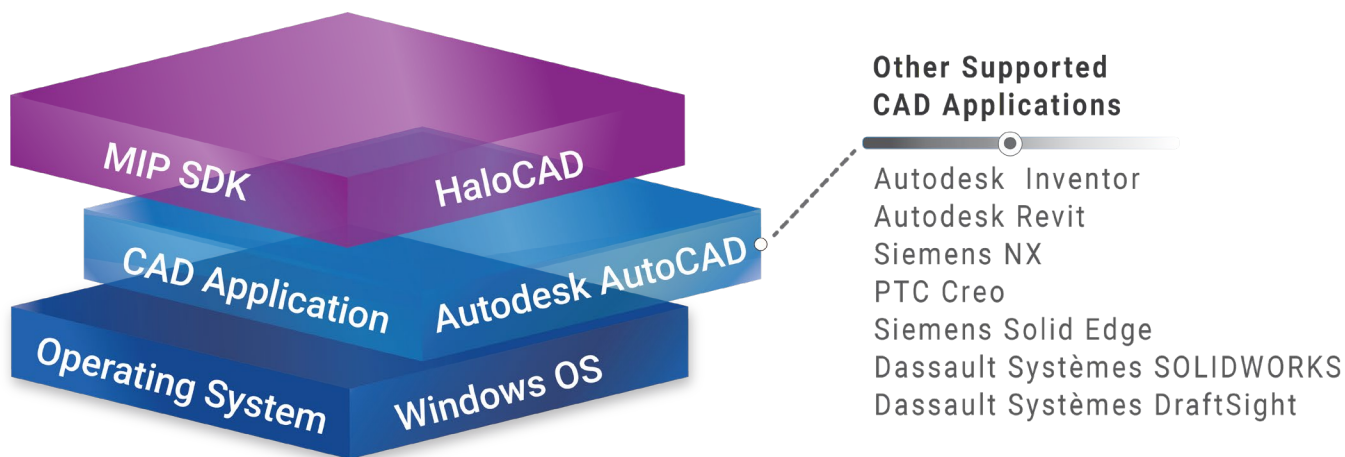 MIP SDK
HaloCAD
CAD Application
Autodesk AutoCAD
Operating System
Windows OS
Other Supported
CAD Applications
Autodesk Inventor
Autodesk Revit
Siemens NX
PTC Creo
Siemens Solid Edge
Dassault Systèmes SOLIDWORKS
Dassault Systèmes DraftSight